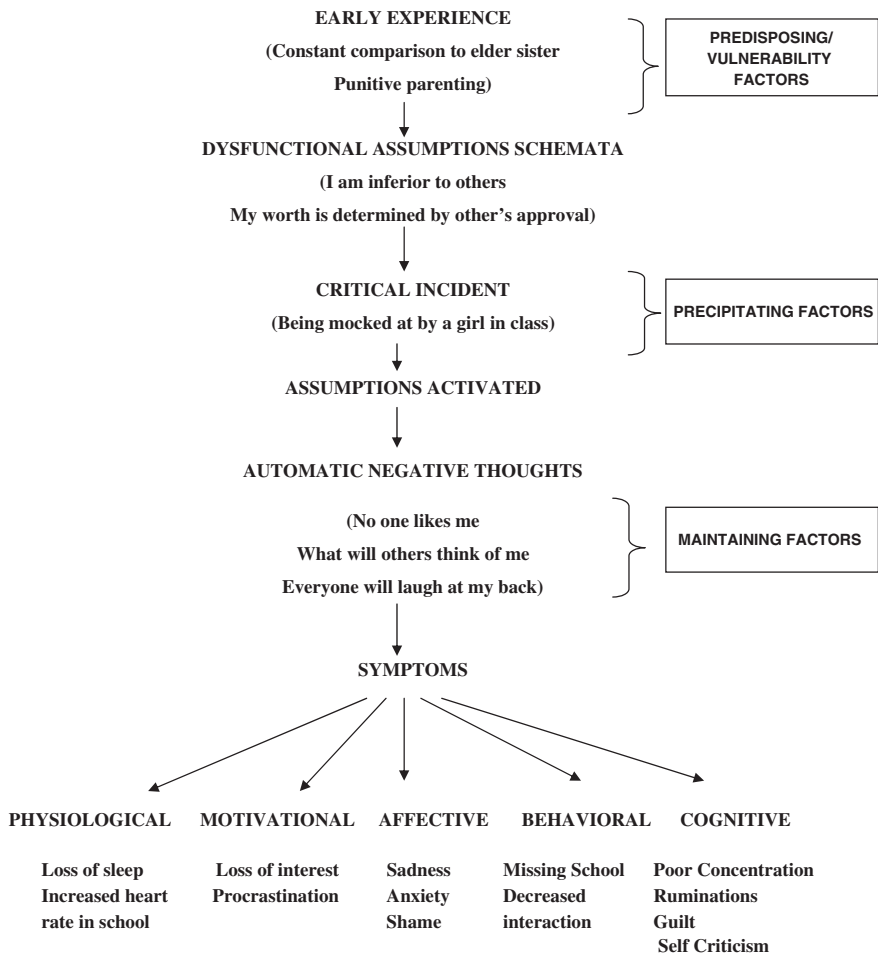 EARLY EXPERIENCE
(Constant comparison to elder sister
Punitive parenting)
PREDISPOSING/
VULNERABILITY
FACTORS
DYSFUNCTIONAL ASSUMPTIONS SCHEMATA
(I am inferior to others
My worth is determined by other's approval)
CRITICAL INCIDENT
(Being mocked at by a girl in class)
PRECIPITATING FACTORS
ASSUMPTIONS ACTIVATED
AUTOMATIC NEGATIVE THOUGHTS
(No one likes me
What will others think of me
Everyone will laugh at my back)
MAINTAINING FACTORS
SYMPTOMS
PHYSIOLOGICAL
Loss of sleep
Increased heart
rate in school
MOTIVATIONAL
Loss of interest
Procrastination
AFFECTIVE
Sadness
Anxiety
Shame
BEHAVIORAL
Missing School
Decreased
interaction
COGNITIVE
Poor Concentration
Ruminations
Guilt
Self Criticism